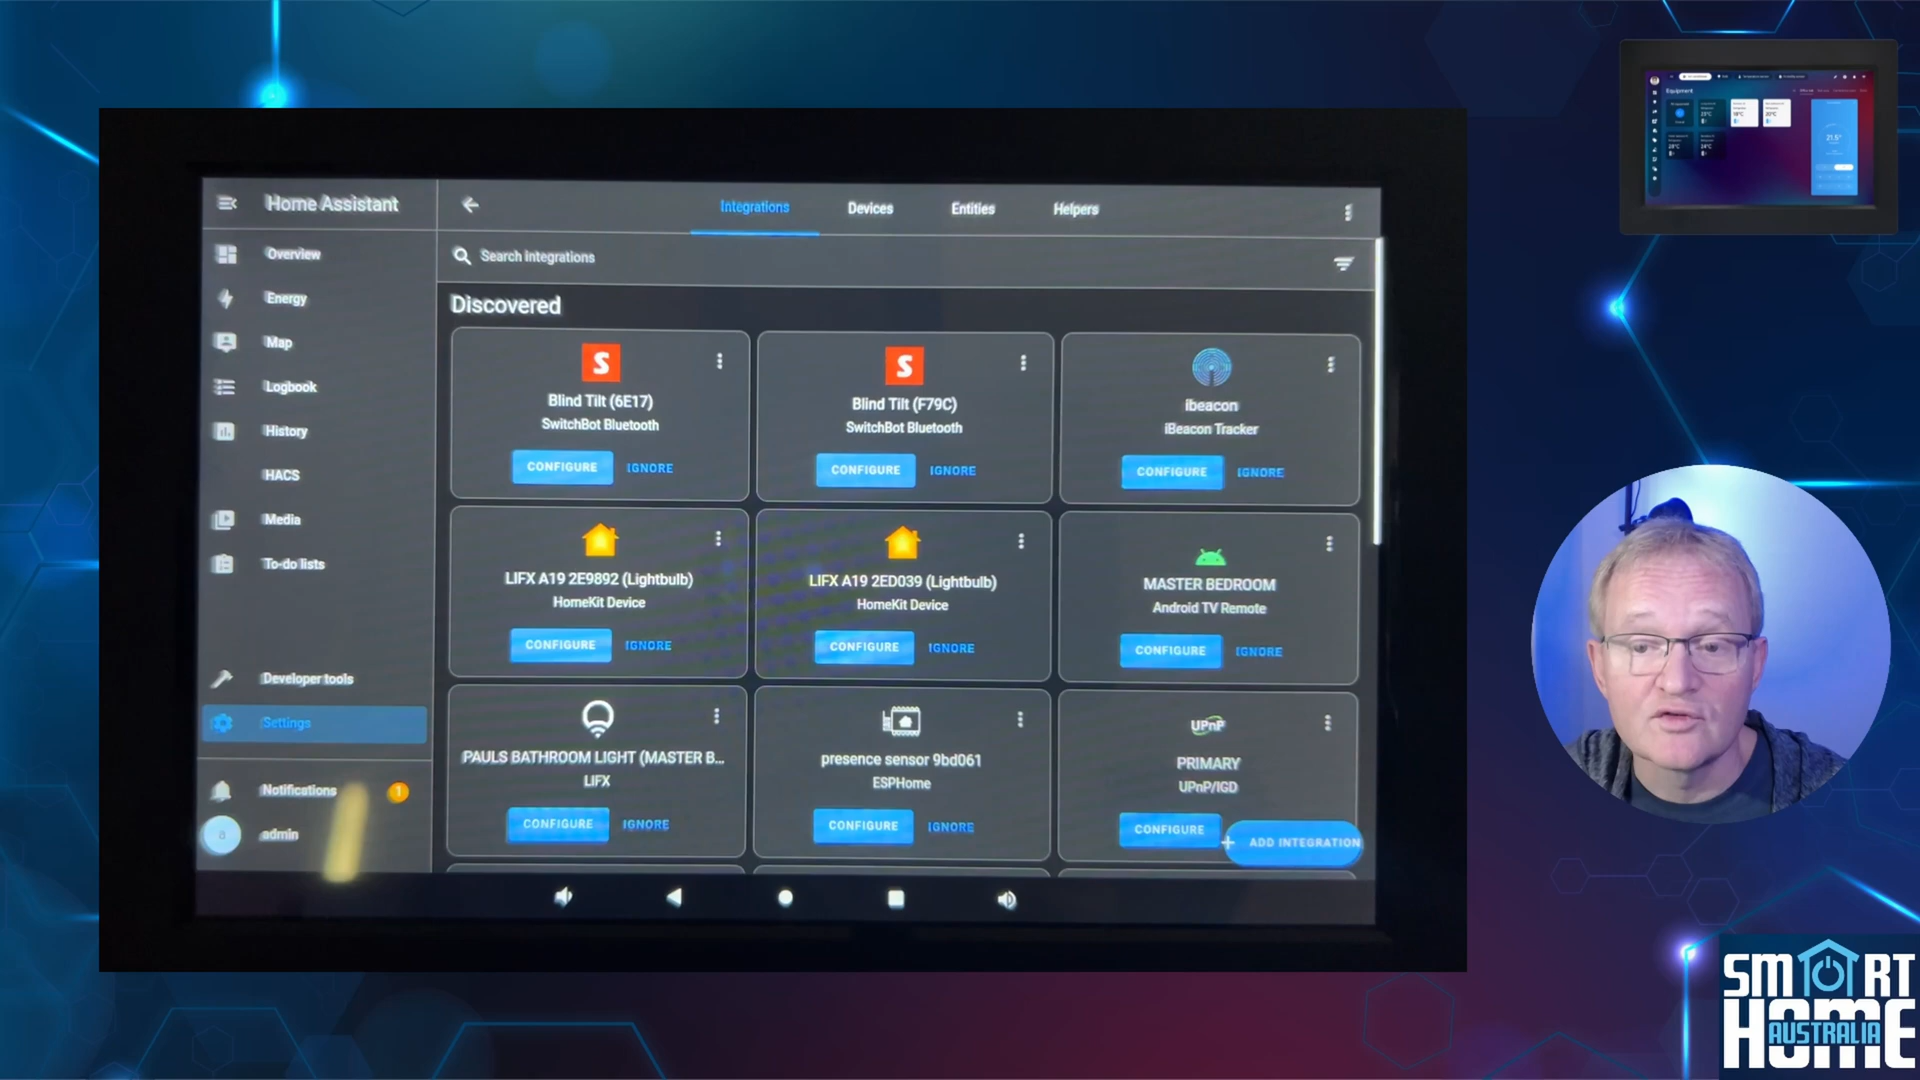 Home Assistant
Integrations
Devices
Entities
Helpers
Overview
Search integrations
Energy
Discovered
Map
Logbook
History
HACS
Media
To-do lists
S
Blind Tilt (6E17)
SwitchBot Bluetooth
CONFIGURE
IGNORE
S
Blind Tilt (F79C)
SwitchBot Bluetooth
CONFIGURE
IGNORE
ibeacon
iBeacon Tracker
CONFIGURE
IGNORE
LIFX A19 2E9892 (Lightbulb)
HomeKit Device
CONFIGURE
IGNORE
LIFX A19 2ED039 (Lightbulb)
HomeKit Device
CONFIGURE
IGNORE
MASTER BEDROOM
Android TV Remote
CONFIGURE
IGNORE
Developer tools
Settings
Notifications
1
a
admin
PAULS BATHROOM LIGHT (MASTER B...
LIFX
CONFIGURE
IGNORE
presence sensor 9bd061
ESPHome
CONFIGURE
IGNORE
UPnP
PRIMARY
UPnP/IGD
CONFIGURE
+ ADD INTEGRATION
Equipment
21.5°
SMART
HOME
AUSTRALIA